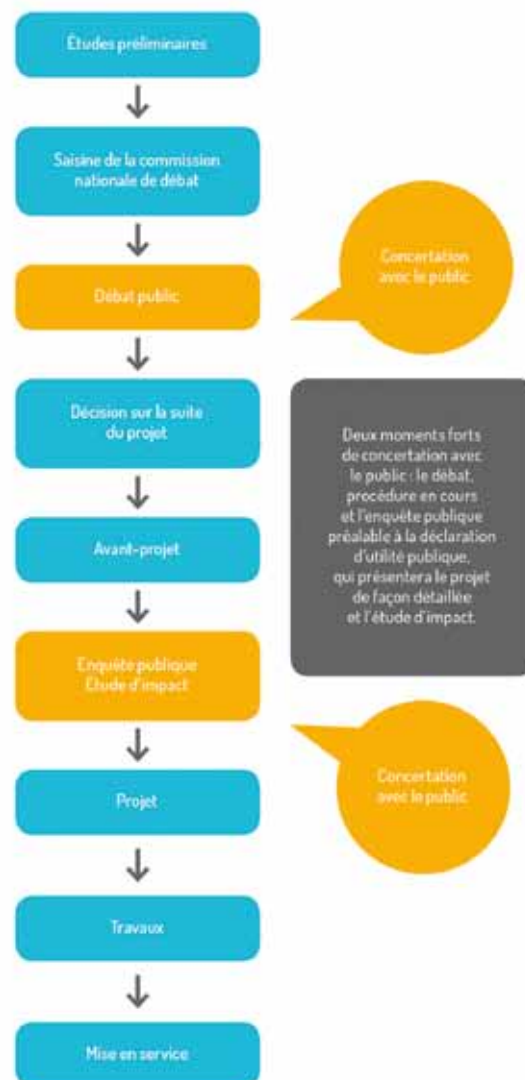 Études préliminaires
Saisine de la commission
nationale de débat
Débat public
Concertation
avec le public
Décision sur la suite
du projet
Deux moments forts
de concertation avec
le public : le débat,
procédure en cours
et l'enquête publique
préalable à la déclaration
d'utilité publique,
qui présentera le projet
de façon détaillée
et l'étude d'impact.
Avant-projet
Enquête publique
Etude d'impact
Concertation
avec le public
Projet
Travaux
Mise en service